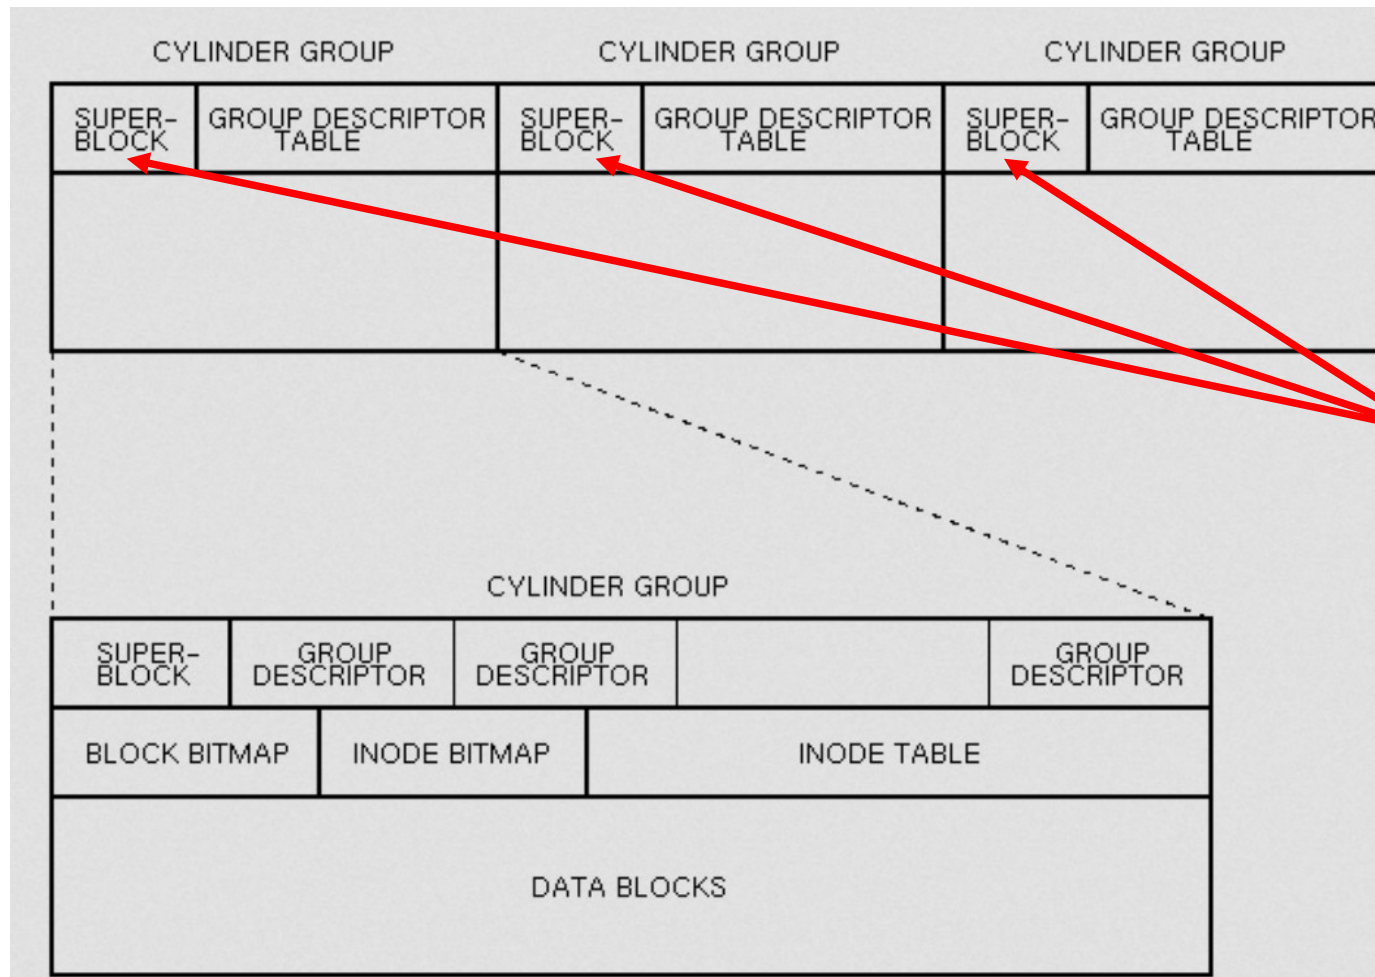 CYLINDER GROUP CYLINDER GROUP CYLINDER GROUP
SUPER-
BLOCK
GROUP DESCRIPTOR
TABLE
SUPER-
BLOCK
GROUP DESCRIPTOR
TABLE
SUPER-
BLOCK
GROUP DESCRIPTOR
TABLE
CYLINDER GROUP
SUPER-
BLOCK
GROUP
DESCRIPTOR
GROUP
DESCRIPTOR
GROUP
DESCRIPTOR
BLOCK BITMAP INODE BITMAP INODE TABLE
DATA BLOCKS